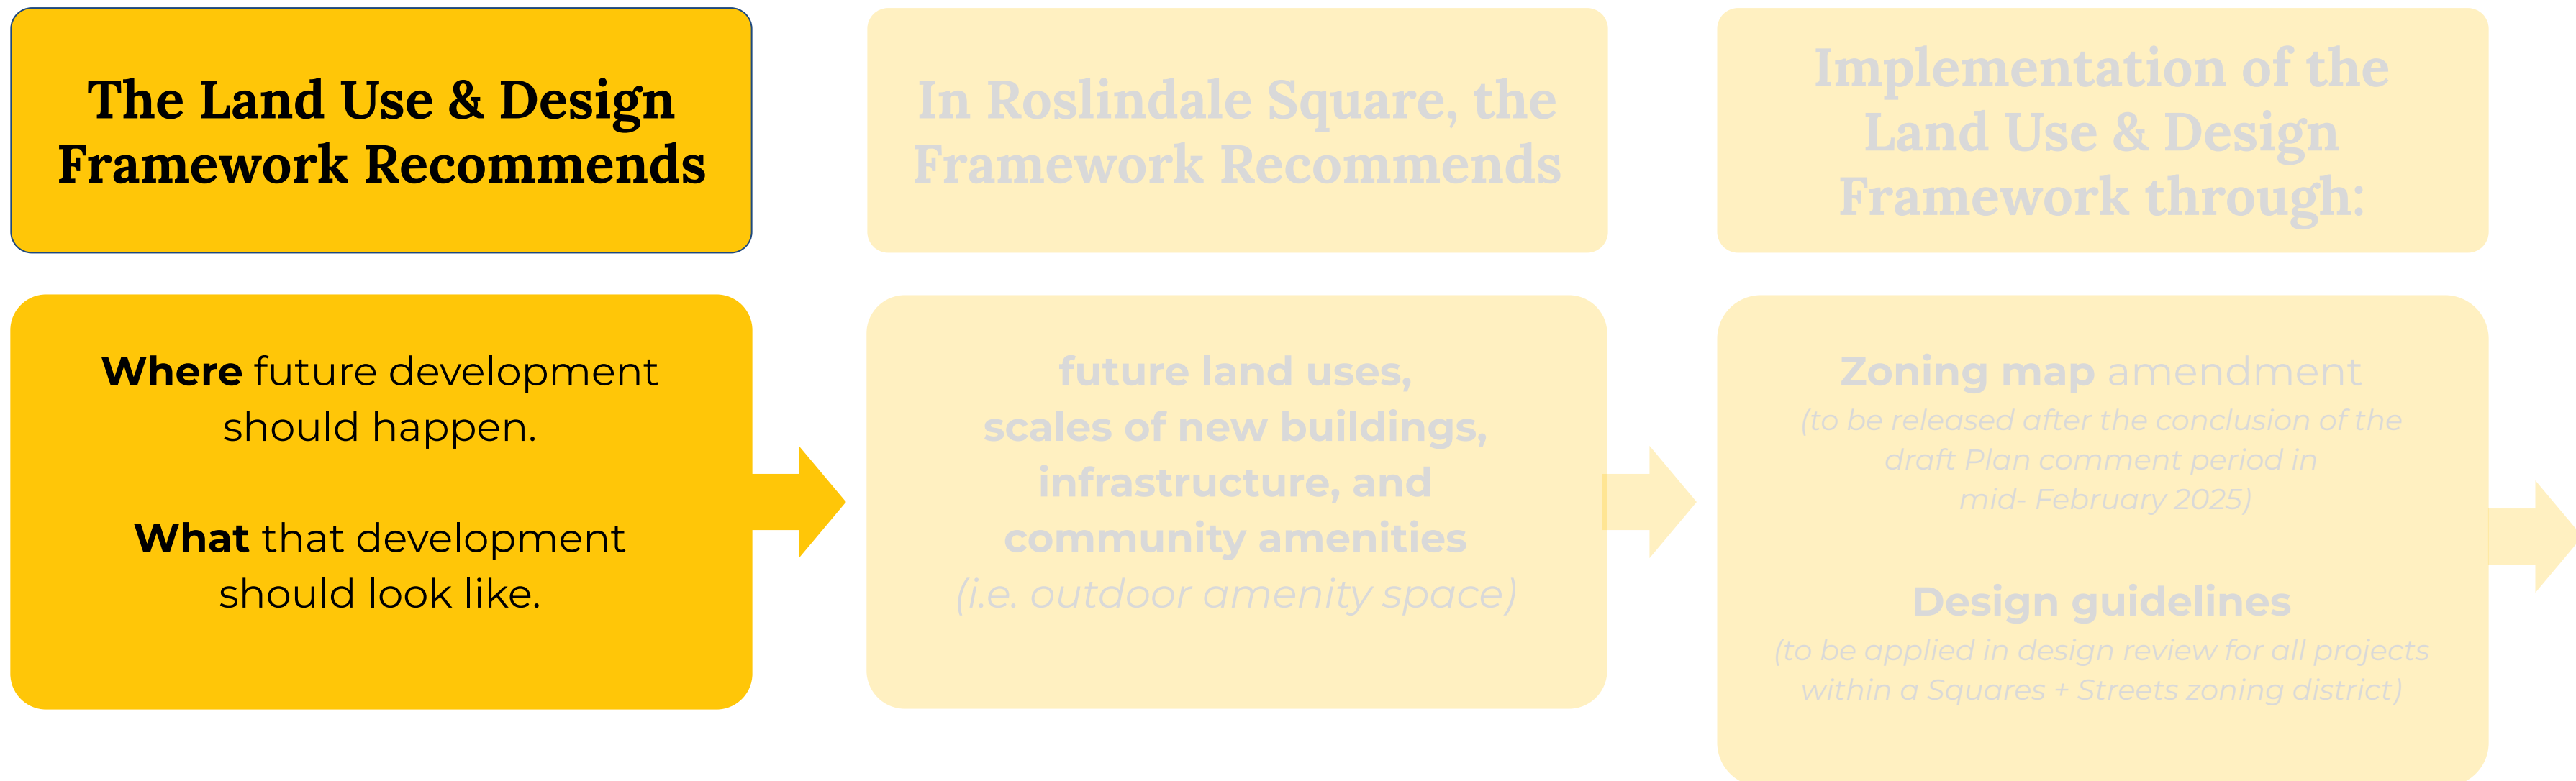 The Land Use & Design
Framework Recommends
Where future development
should happen.
What that development
should look like.
In Roslindale Square, the
Framework Recommends
future land uses,
scales of new buildings,
infrastructure, and
community amenities
(i.e. outdoor amenity space)
Implementation of the
Land Use & Design
Framework through:
Zoning map amendment
(to be released after the conclusion of the
draft Plan comment period in
mid- February 2025)
Design guidelines
(to be applied in design review for all projects
within a Squares + Streets zoning district)